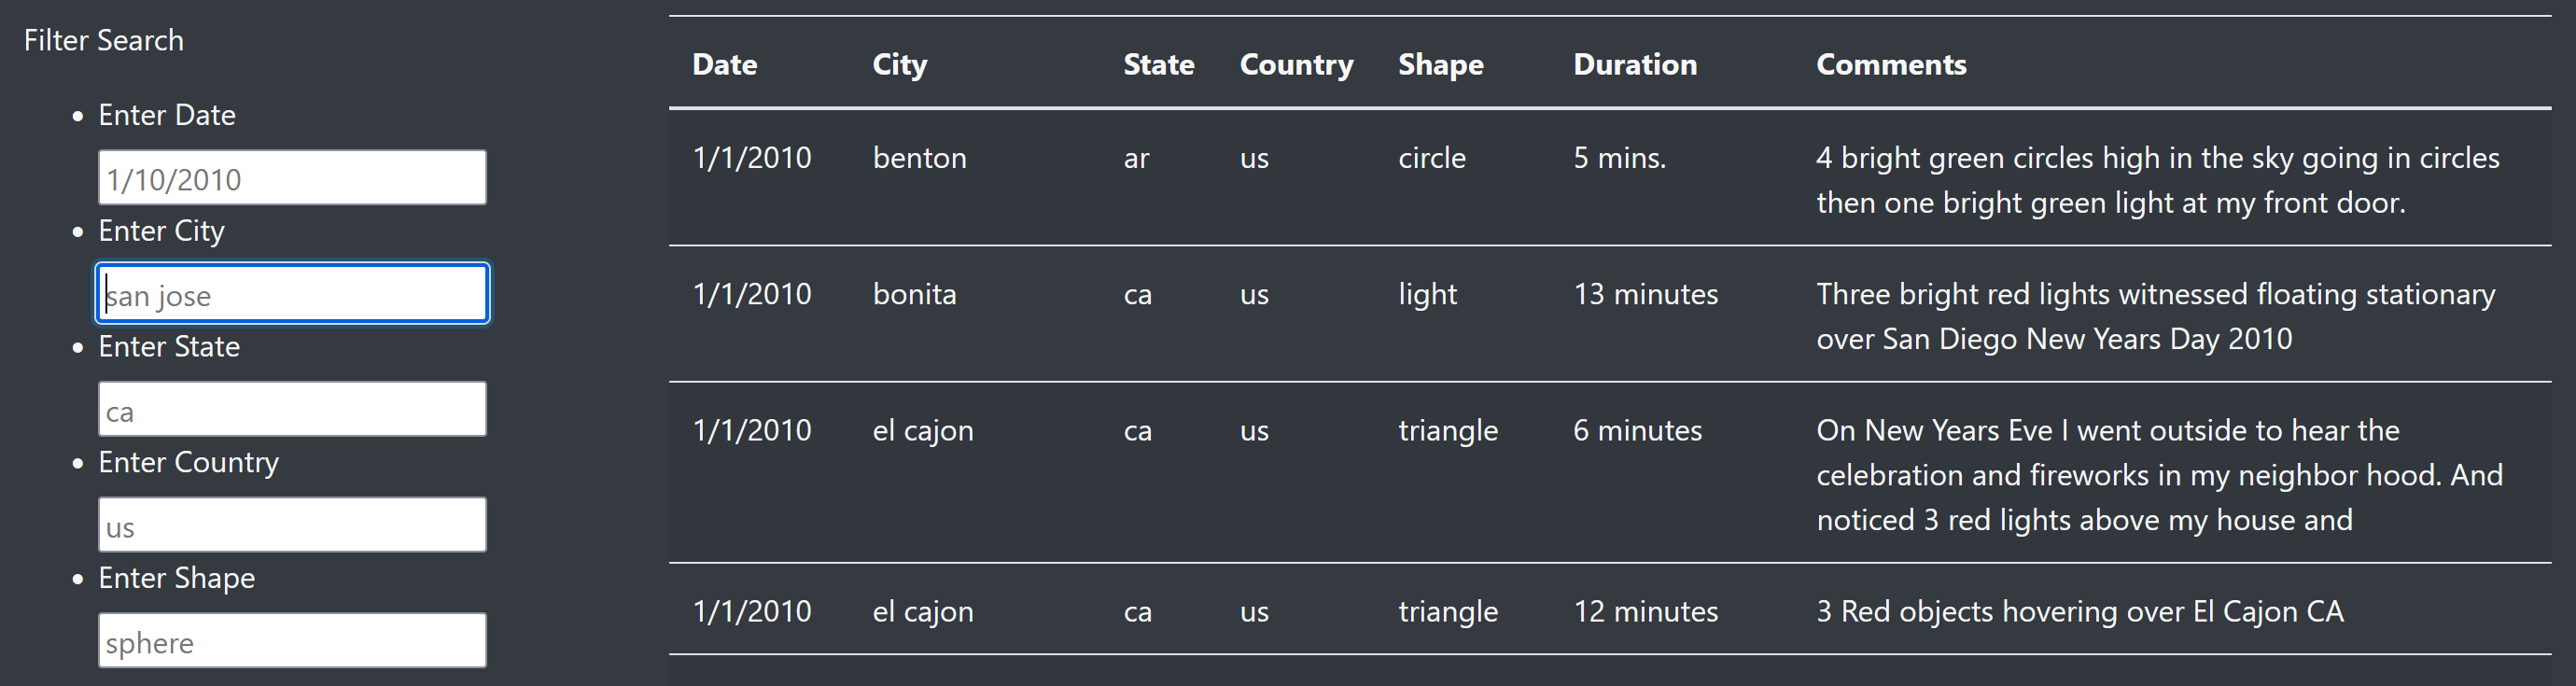 Filter Search
Enter Date
1/10/2010
Enter City
san jose
Enter State
ca
Enter Country
us
Enter Shape
sphere
Date City State Country Shape Duration Comments
1/1/2010 benton ar us circle 5 mins. 4 bright green circles high in the sky going in circles
then one bright green light at my front door.
1/1/2010 bonita ca us light 13 minutes Three bright red lights witnessed floating stationary
over San Diego New Years Day 2010
1/1/2010 el cajon ca us triangle 6 minutes On New Years Eve I went outside to hear the
celebration and fireworks in my neighbor hood. And
noticed 3 red lights above my house and
1/1/2010 el cajon ca us triangle 12 minutes 3 Red objects hovering over El Cajon CA